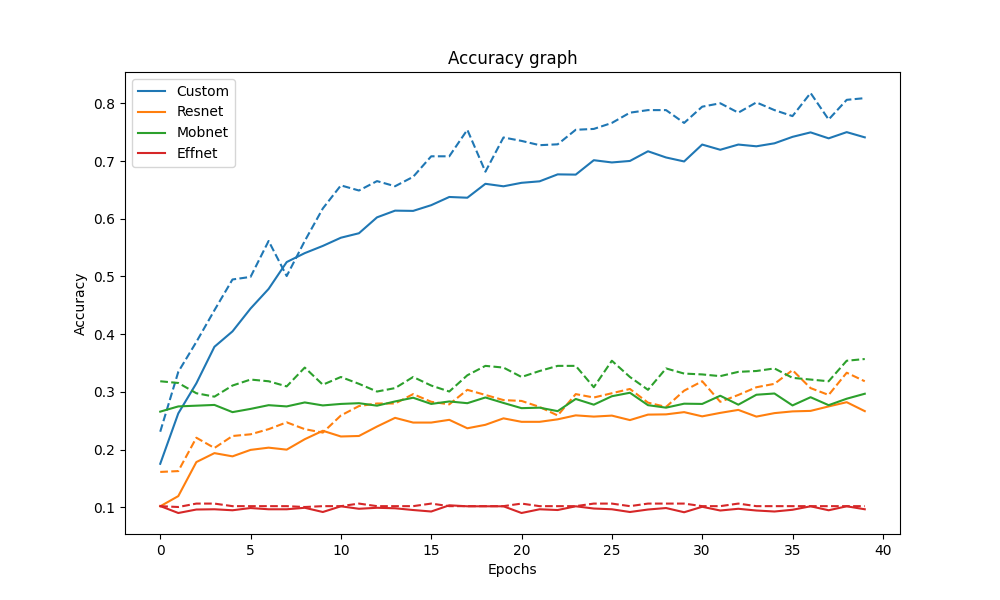 Accuracy graph
Custom
Resnet
Mobnet
Effnet
Accuracy
0.8
0.7
0.6
0.5
0.4
0.3
0.2
0.1
0 5 10 15 20 25 30 35 40
Epochs